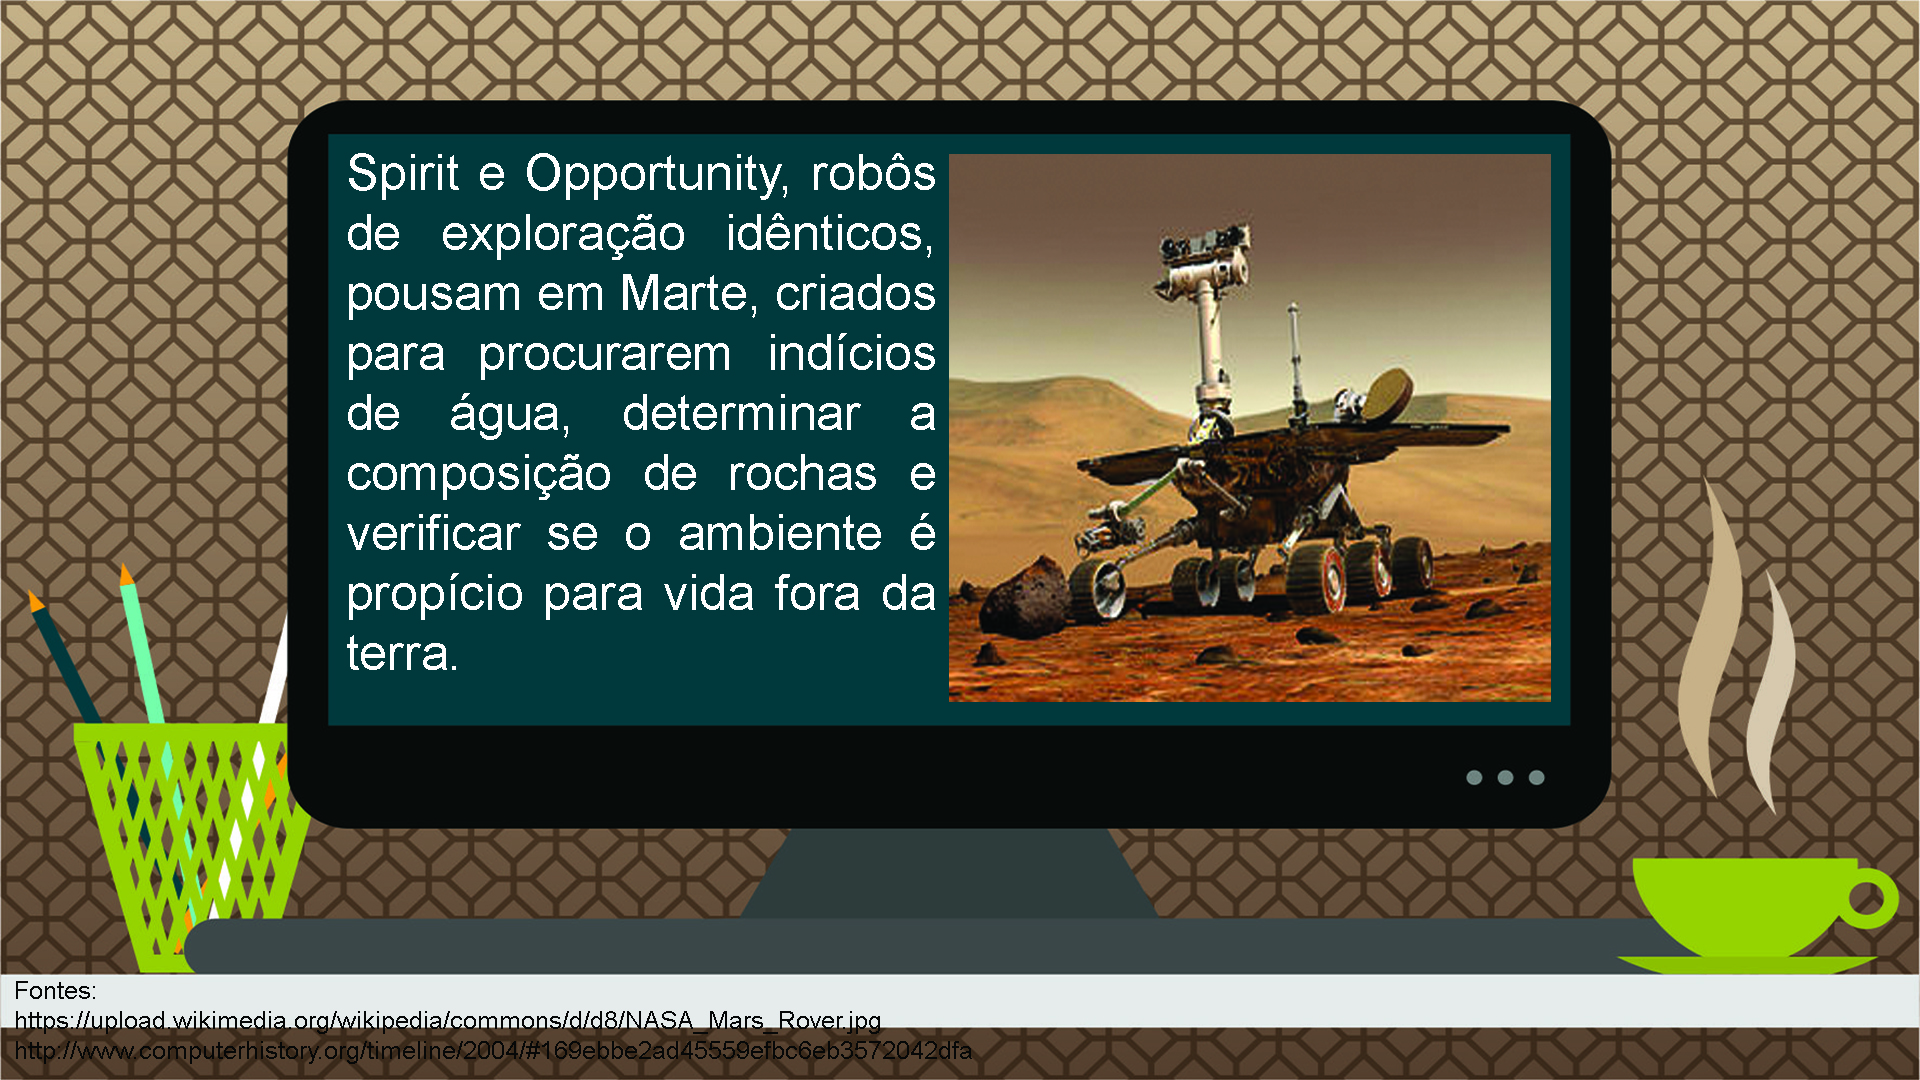 Spirit e Opportunity, robôs
de exploração idênticos,
pousam em Marte, criados
para procurarem indícios
de água, determinar a
composição de rochas e
verificar se o ambiente é
propício para vida fora da
terra.
Fontes:
https://upload.wikimedia.org/wikipedia/commons/d/d8/NASA_Mars_Rover.jpg
http://www.computerhistory.org/timeline/2004/#169ebbe2ad45559efbc6eb3572042dfa